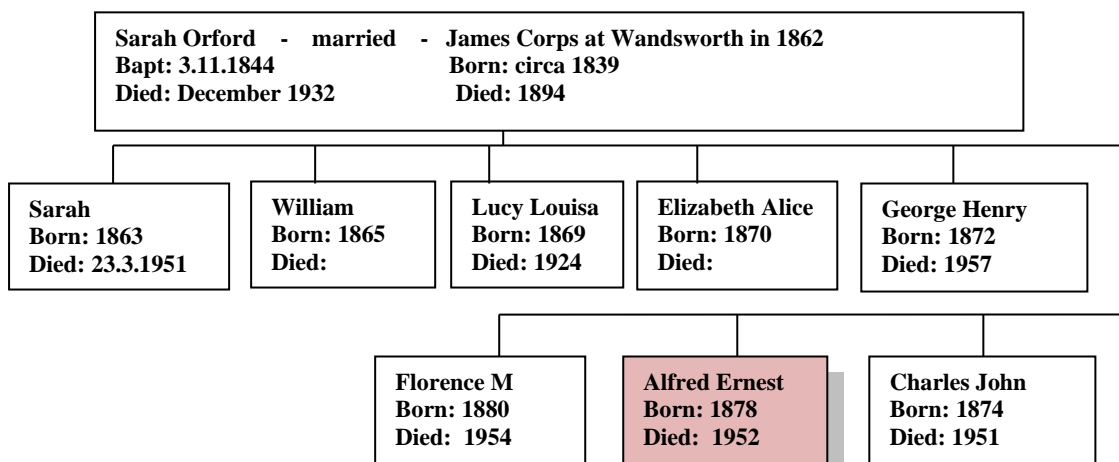 Sarah Orford - married - James Corps at Wandsworth in 1862
Bapt: 3.11.1844 Born: circa 1839
Died: December 1932 Died: 1894
Sarah
Born: 1863
Died: 23.3.1951
William
Born: 1865
Died:
Lucy Louisa
Born: 1869
Died: 1924
Elizabeth Alice
Born: 1870
Died:
George Henry
Born: 1872
Died: 1957
Florence M
Born: 1880
Died: 1954
Alfred Ernest
Born: 1878
Died: 1952
Charles John
Born: 1874
Died: 1951